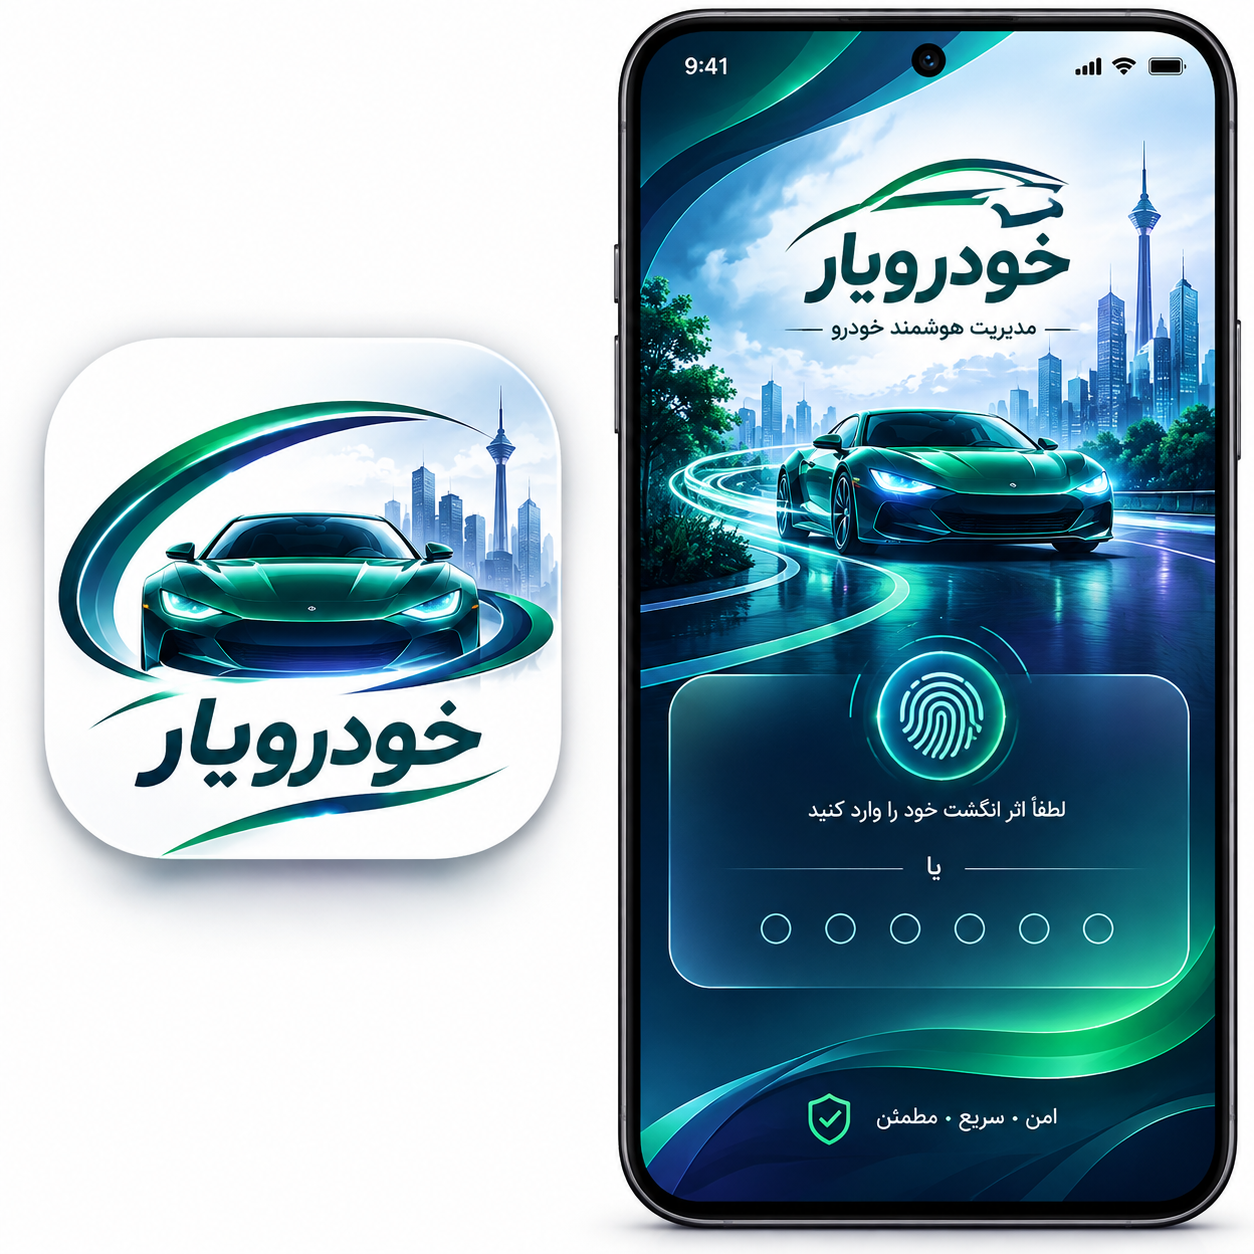 خودرویار
9:41
خودرویار
مدیریت هوشمند خودرو
لطفاً اثر انگشت خود را وارد کنید
یا
امن • سریع • مطمئن